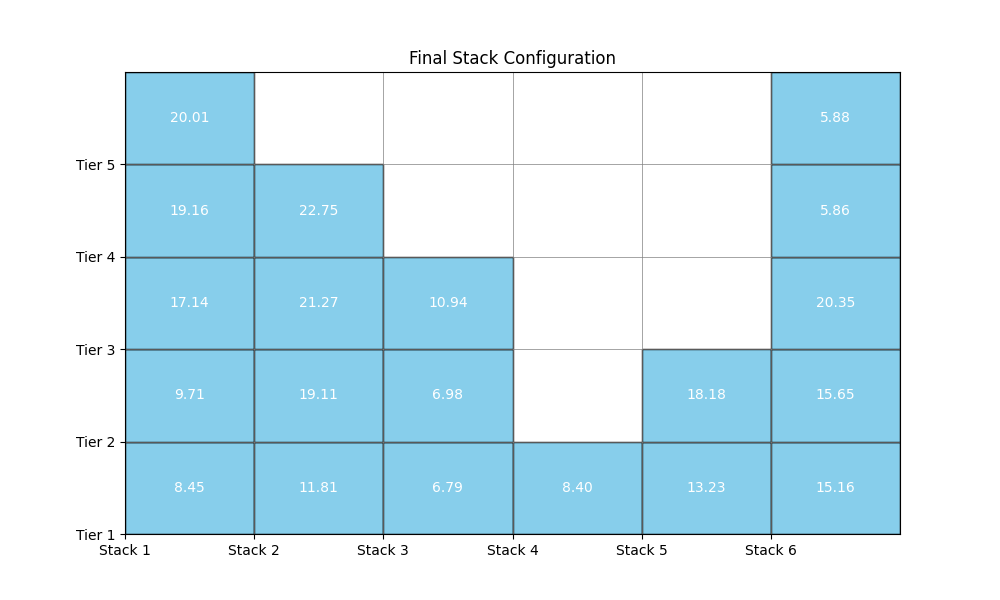 Final Stack Configuration
20.01 5.88
Tier 5
19.16 22.75 5.86
Tier 4
17.14 21.27 10.94 20.35
Tier 3
9.71 19.11 6.98 18.18 15.65
Tier 2
8.45 11.81 6.79 8.40 13.23 15.16
Tier 1
Stack 1 Stack 2 Stack 3 Stack 4 Stack 5 Stack 6